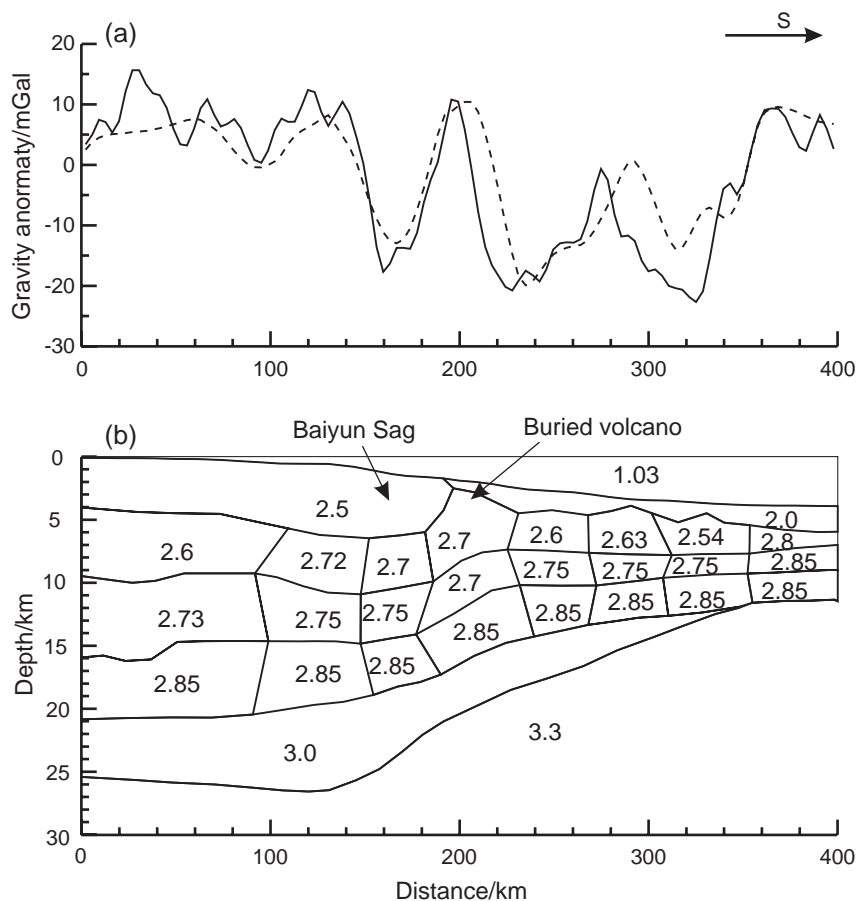 (a)
S
20
10
0
-10
-20
-30
Gravity anormaty/mGal
0 100 200 300 400
(b)
Baiyun Sag
Buried volcano
0
5
10
15
20
25
30
Depth/km
1.03
2.5
2.0
2.6 2.72 2.7 2.7 2.6 2.63 2.54 2.8
2.7 2.75 2.75 2.75 2.85
2.73 2.75 2.75 2.85 2.85 2.85 2.85 2.85
2.85 2.85 2.85
3.0
3.3
0 100 200 300 400
Distance/km